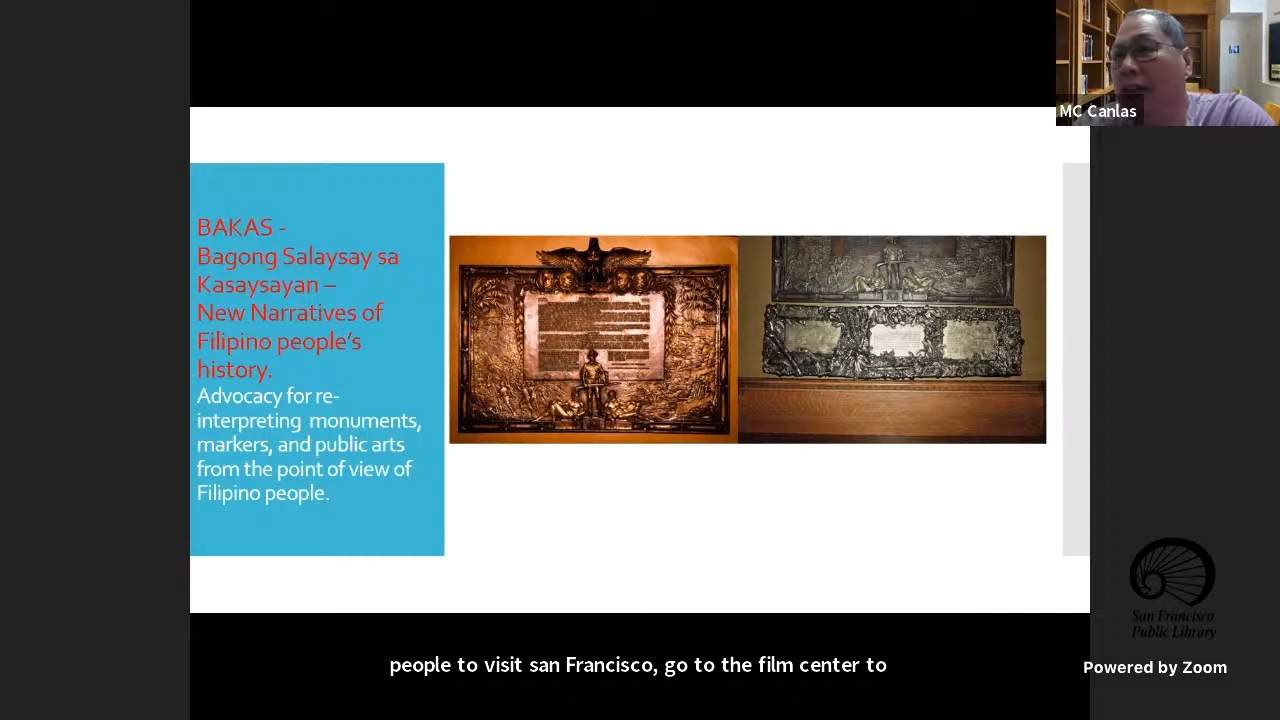 MC Canlas
BAKAS -
Bagong Salaysay sa
Kasaysayan –
New Narratives of
Filipino people's
history.
Advocacy for re-
interpreting monuments,
markers, and public arts
from the point of view of
Filipino people.
San Francisco
Public Library
people to visit san Francisco, go to the film center to
Powered by Zoom